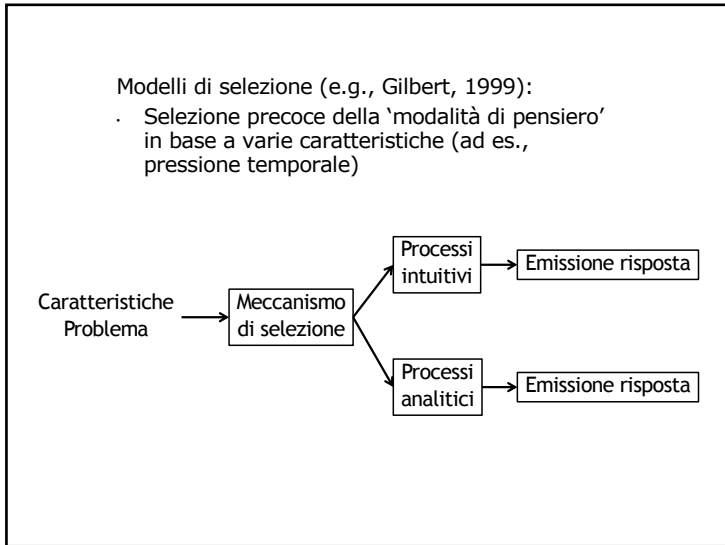 Modelli di selezione (e.g., Gilbert, 1999):
· Selezione precoce della ‘modalità di pensiero’
in base a varie caratteristiche (ad es.,
pressione temporale)
Processi
intuitivi
Emissione risposta
Caratteristiche
Problema
Meccanismo
di selezione
Processi
analitici
Emissione risposta